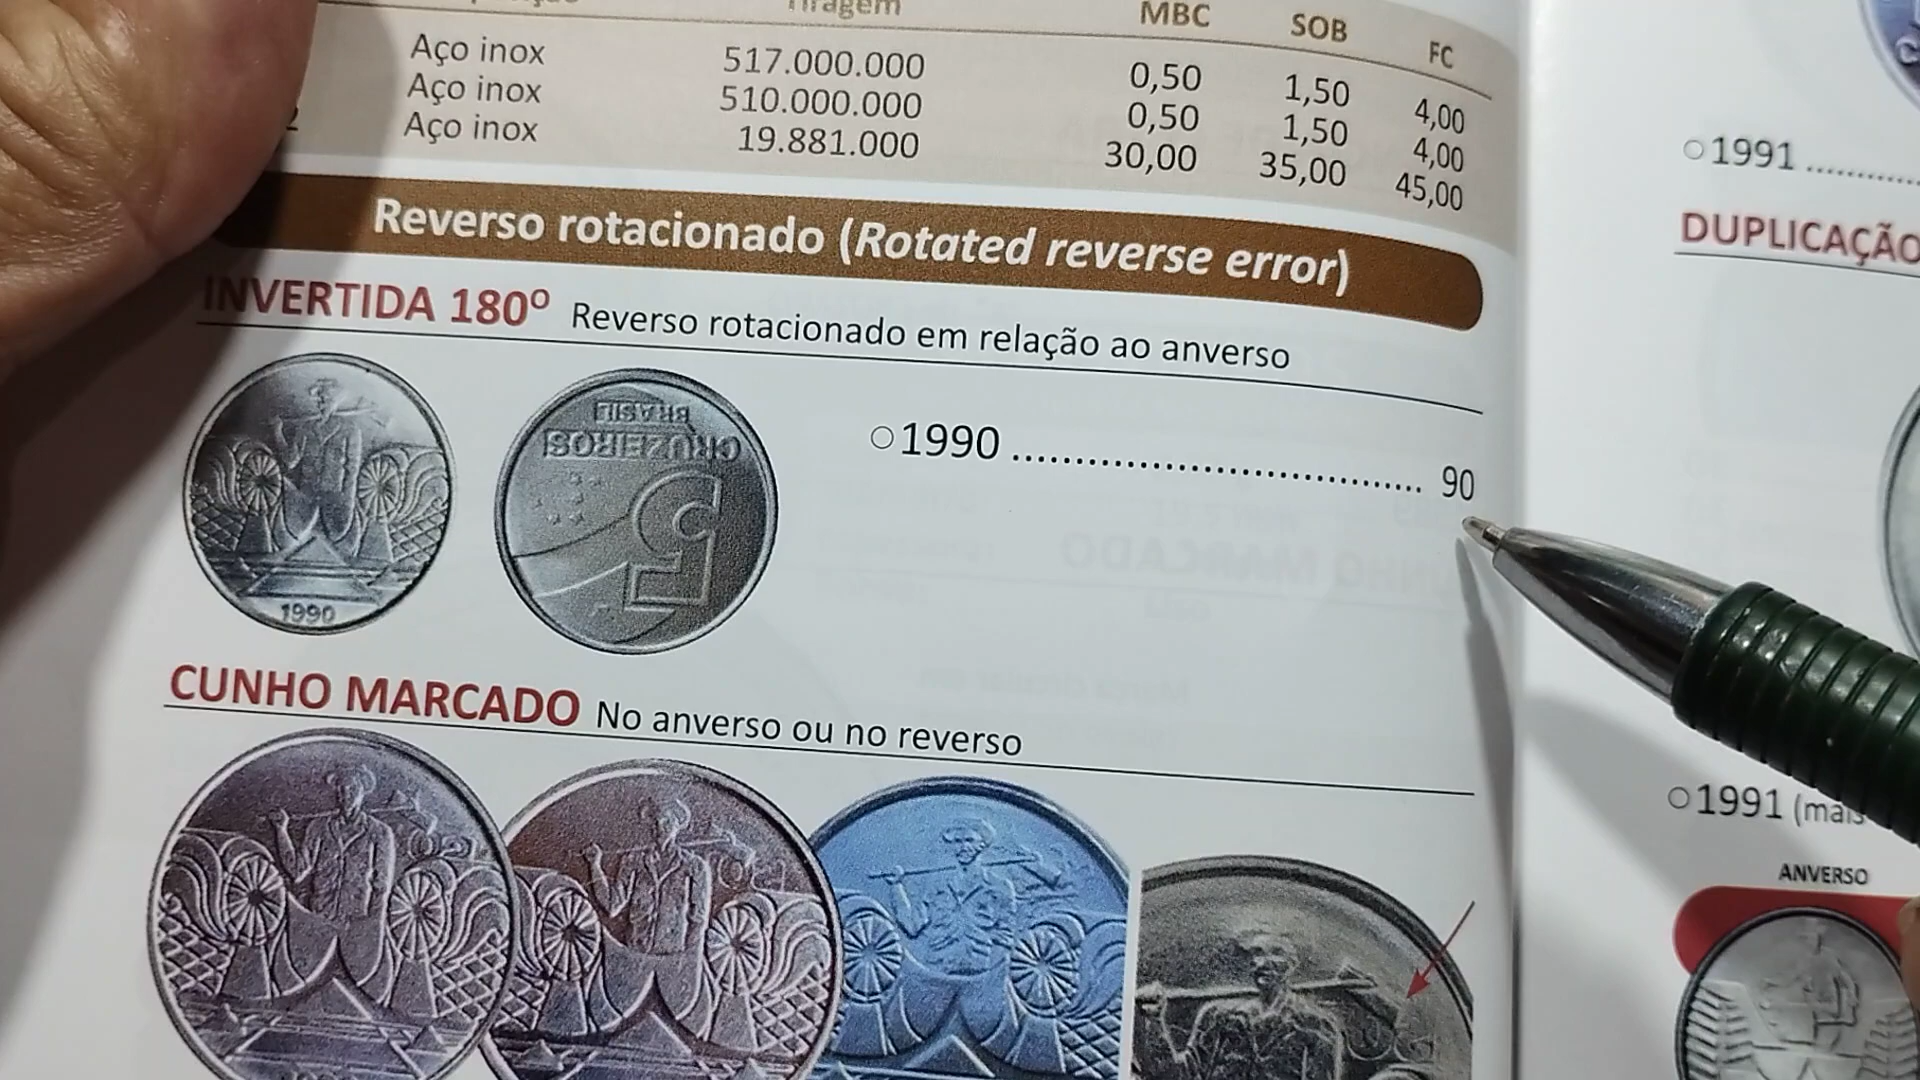 Tiragem MBC SOB FC
Aço inox 517.000.000 0,50 1,50 4,00
Aço inox 510.000.000 0,50 1,50 4,00
2 Aço inox 19.881.000 30,00 35,00 45,00
Reverso rotacionado (Rotated reverse error)
INVERTIDA 180º Reverso rotacionado em relação ao anverso
BRASIL
CRUZEIROS
5
1990
1990 .................................. 90
CUNHO MARCADO No anverso ou no reverso
1991 ............
DUPLICAÇÃO
1991 (mais
ANVERSO